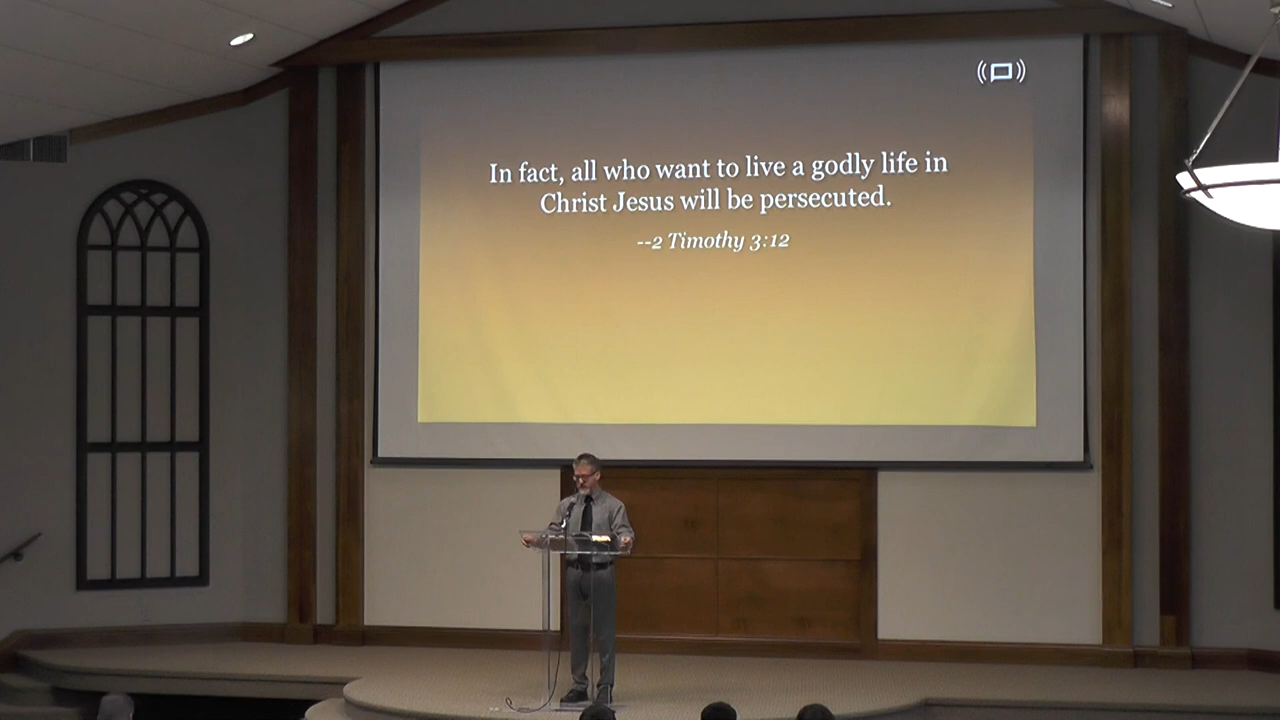 In fact, all who want to live a godly life in
Christ Jesus will be persecuted.
--2 Timothy 3:12